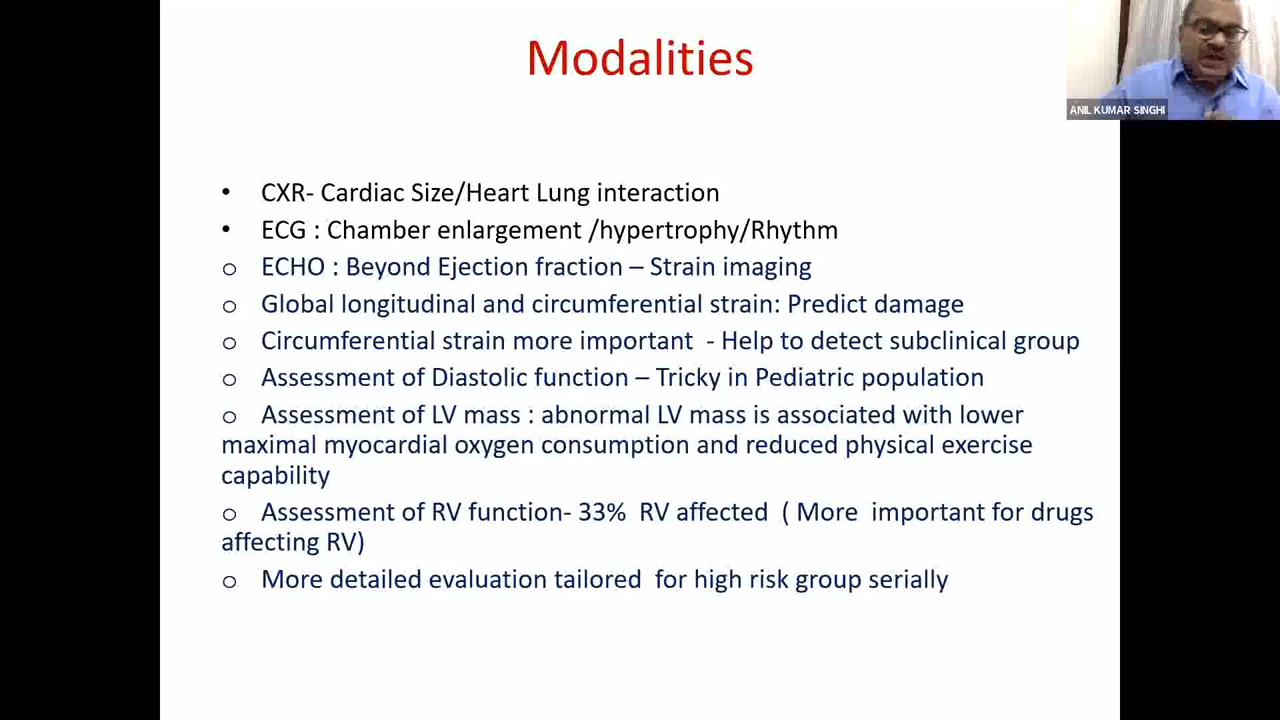 Modalities
ANIL KUMAR SINGHI
• CXR- Cardiac Size/Heart Lung interaction
• ECG : Chamber enlargement /hypertrophy/Rhythm
o ECHO : Beyond Ejection fraction – Strain imaging
o Global longitudinal and circumferential strain: Predict damage
o Circumferential strain more important - Help to detect subclinical group
o Assessment of Diastolic function – Tricky in Pediatric population
o Assessment of LV mass : abnormal LV mass is associated with lower
maximal myocardial oxygen consumption and reduced physical exercise
capability
o Assessment of RV function- 33% RV affected ( More important for drugs
affecting RV)
o More detailed evaluation tailored for high risk group serially